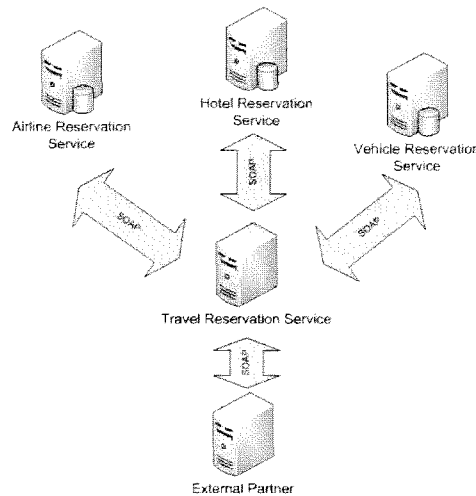 Airline Reservation
Service
Hotel Reservation
Service
Vehicle Reservation
Service
SOAP
SOAP
SOAP
Travel Reservation Service
SOAP
External Partner